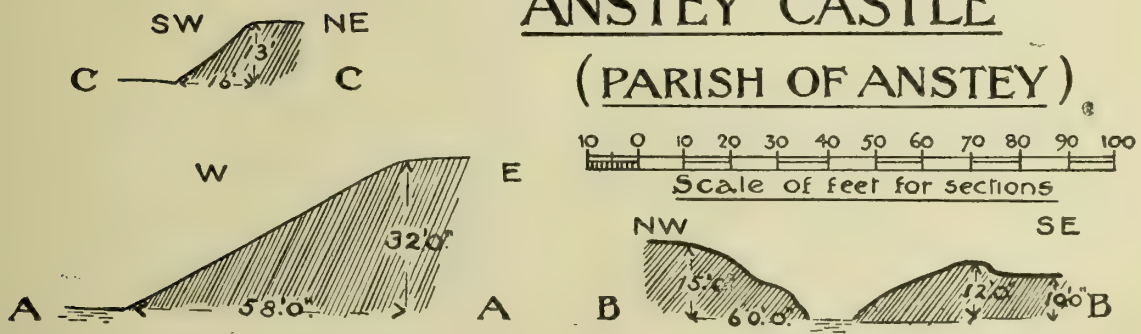 ANSTEY CASTLE
(PARISH OF ANSTEY)
SW NE
C 13' 16' C
10 0 10 20 30 40 50 60 70 80 90 100
Scale of feet for sections
W E
A 32'.0" 58'.0" A
NW SE
B 15'.0" 60'.0" 12'.0" 10'0" B